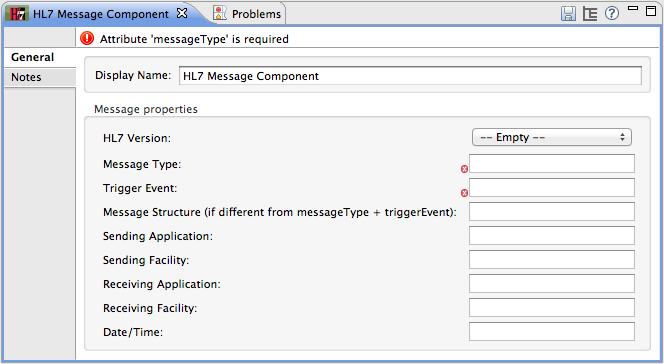 H7 HL7 Message Component Problems
Attribute 'messageType' is required
General
Notes
Display Name: HL7 Message Component
Message properties
HL7 Version: -- Empty --
Message Type:
Trigger Event:
Message Structure (if different from messageType + triggerEvent):
Sending Application:
Sending Facility:
Receiving Application:
Receiving Facility:
Date/Time: